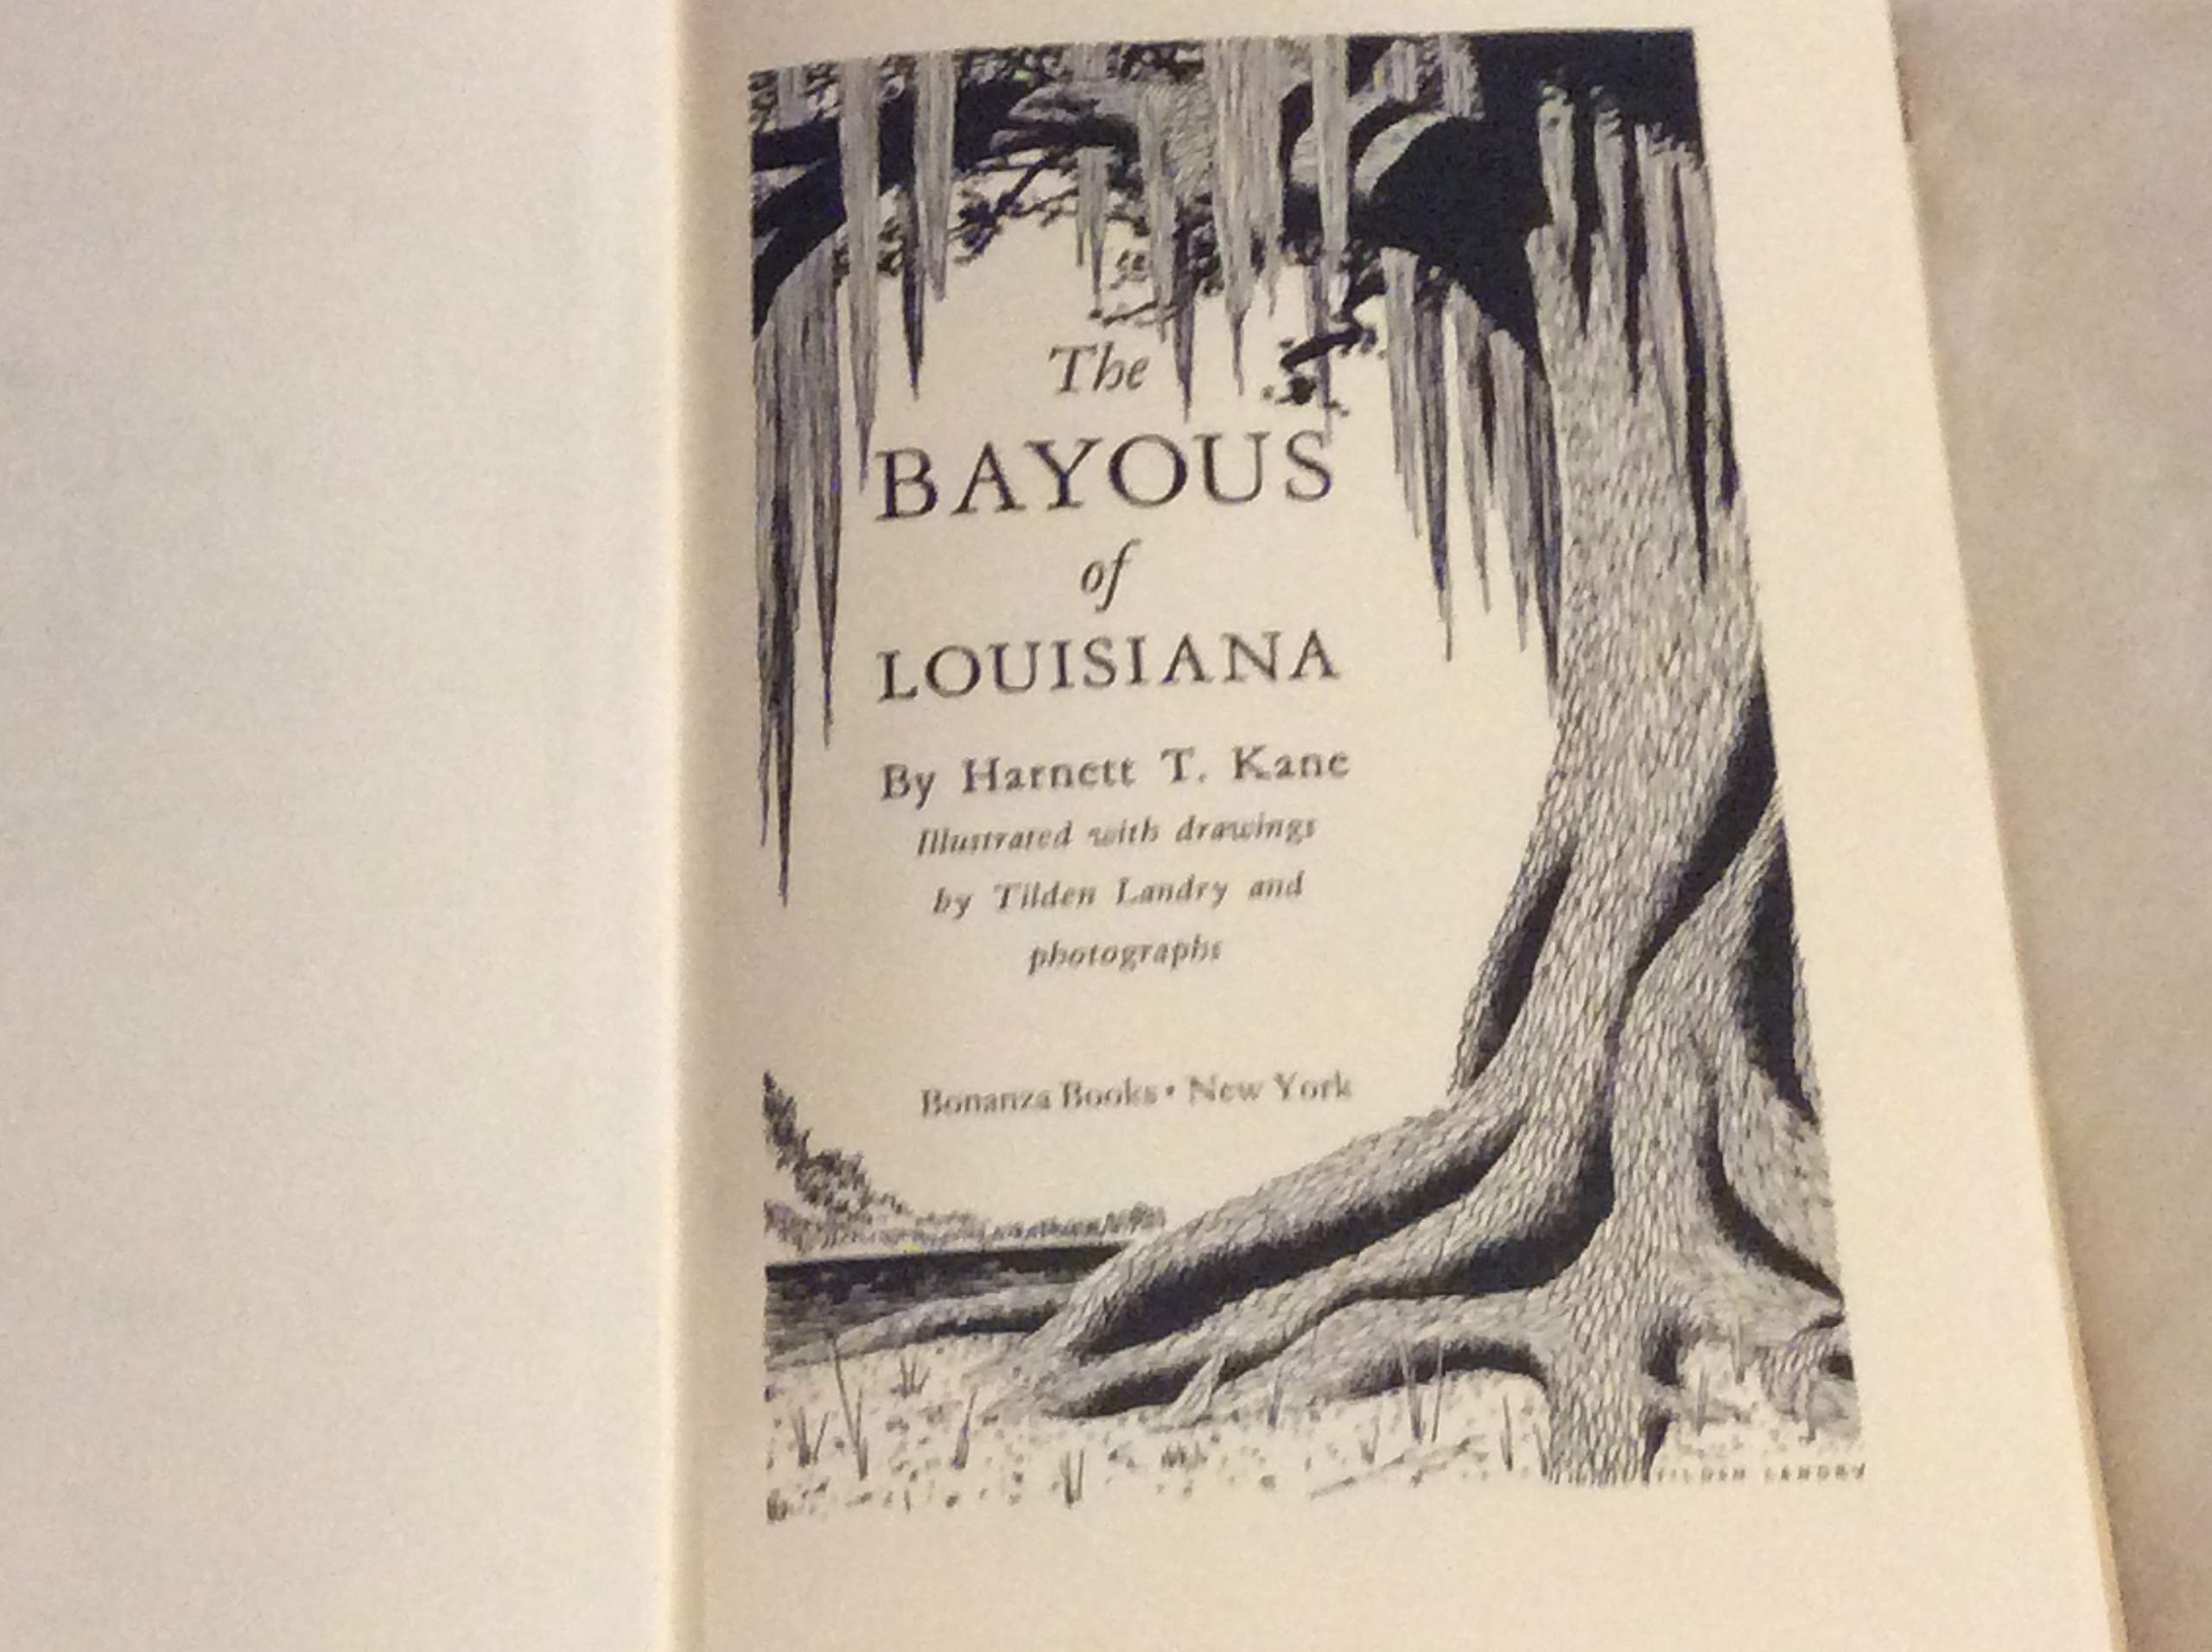 The
BAYOUS
of
LOUISIANA
By Harnett T. Kane
Illustrated with drawings
by Tilden Landry and
photographs
Bonanza Books • New York
TILDEN LANDRY